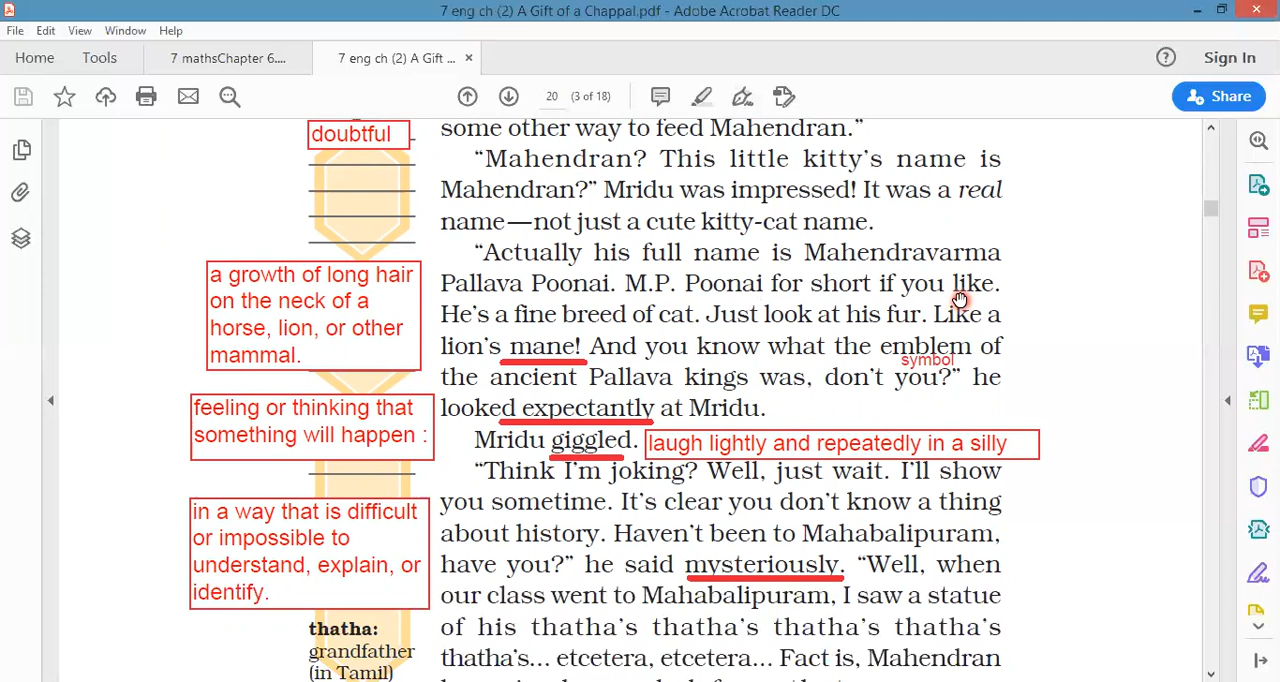 7 eng ch (2) A Gift of a Chappal.pdf - Adobe Acrobat Reader DC
File Edit View Window Help
Home Tools 7 mathsChapter 6.... 7 eng ch (2) A Gift ... × Sign In
20 (3 of 18) Share
doubtful
some other way to feed Mahendran.”
“Mahendran? This little kitty’s name is
Mahendran?” Mridu was impressed! It was a real
name—not just a cute kitty-cat name.
“Actually his full name is Mahendravarma
Pallava Poonai. M.P. Poonai for short if you like.
He’s a fine breed of cat. Just look at his fur. Like a
lion’s mane! And you know what the emblem of
symbol
the ancient Pallava kings was, don’t you?” he
looked expectantly at Mridu.
a growth of long hair
on the neck of a
horse, lion, or other
mammal.
feeling or thinking that
something will happen :
Mridu giggled. laugh lightly and repeatedly in a silly
“Think I’m joking? Well, just wait. I’ll show
you sometime. It’s clear you don’t know a thing
about history. Haven’t been to Mahabalipuram,
have you?” he said mysteriously. “Well, when
our class went to Mahabalipuram, I saw a statue
of his thatha’s thatha’s thatha’s thatha’s
thatha’s... etcetera, etcetera... Fact is, Mahendran
in a way that is difficult
or impossible to
understand, explain, or
identify.
thatha:
grandfather
(in Tamil)